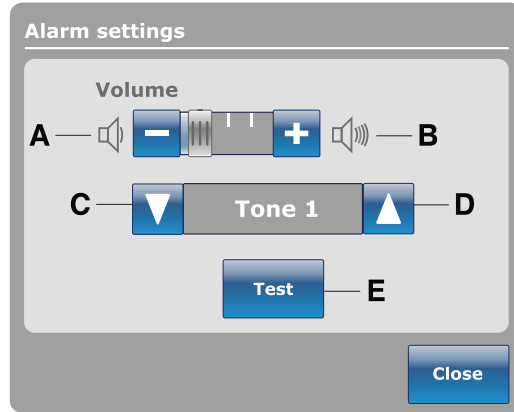 Alarm settings
Volume
A
B
C
Tone 1
D
Test
E
Close